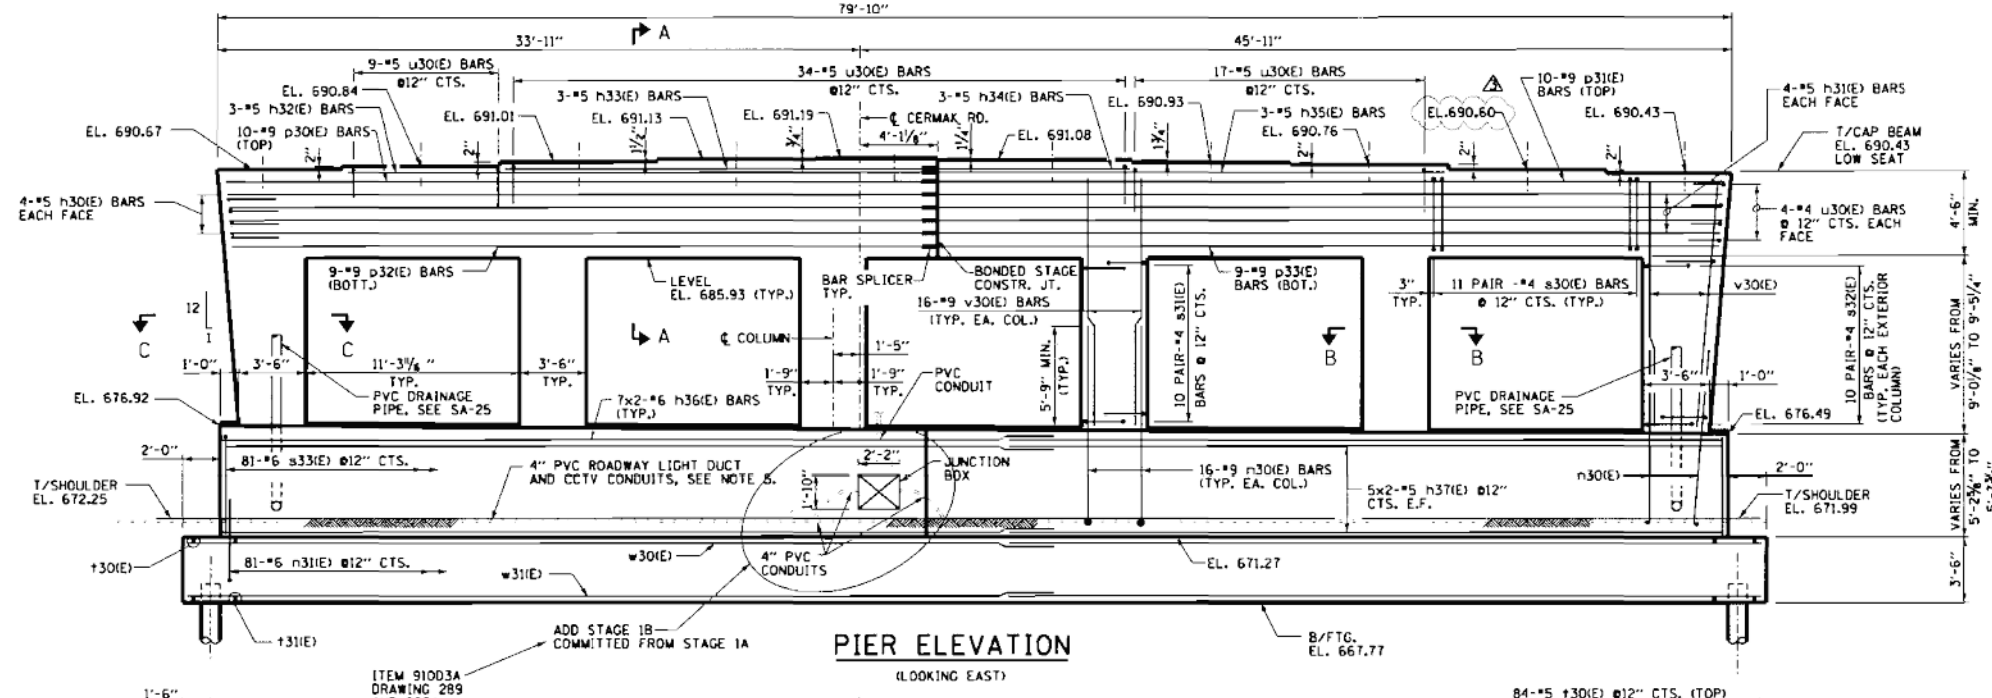 79'-10"
33'-11"
A
45'-11"
9-#5 u30(E) BARS
@12" CTS.
34-#5 u30(E) BARS
@12" CTS.
17-#5 u30(E) BARS
@12" CTS.
10-#9 p31(E)
BARS (TOP)
4-#5 h31(E) BARS
EACH FACE
EL. 690.84
3-#5 h32(E) BARS
3-#5 h33(E) BARS
3-#5 h34(E) BARS
EL. 690.93
3
EL. 690.60
EL. 690.43
EL. 690.67
10-#9 p30(E) BARS
(TOP)
EL. 691.01
EL. 691.13
EL. 691.19
℄ CERMAK RD.
4'-1⅛"
EL. 691.08
3-#5 h35(E) BARS
EL. 690.76
T/CAP BEAM
EL. 690.43
LOW SEAT
2"
2"
1½"
¾"
1¼"
1¾"
2"
2"
2"
4-#5 h30(E) BARS
EACH FACE
4-#4 u30(E) BARS
@ 12" CTS. EACH
FACE
4'-6"
MIN.
9-#9 p32(E) BARS
(BOTT.)
LEVEL
EL. 685.93 (TYP.)
BAR SPLICER
TYP.
BONDED STAGE
CONSTR. JT.
16-#9 v30(E) BARS
(TYP. EA. COL.)
9-#9 p33(E)
BARS (BOT.)
3"
TYP.
11 PAIR -#4 s30(E) BARS
@ 12" CTS. (TYP.)
v30(E)
12
1
C
C
A
℄ COLUMN
1'-5"
B
B
10 PAIR-#4 s31(E)
BARS @ 12" CTS.
10 PAIR-#4 s32(E)
BARS @ 12" CTS.
(TYP. EACH EXTERIOR
COLUMN)
VARIES FROM
9'-0⅛" TO 9'-5¼"
1'-0"
3'-6"
11'-3¹¹⁄₁₆"
TYP.
3'-6"
TYP.
1'-9"
TYP.
1'-9"
TYP.
PVC
CONDUIT
5'-9" MIN.
(TYP.)
3'-6"
1'-0"
PVC DRAINAGE
PIPE, SEE SA-25
PVC DRAINAGE
PIPE, SEE SA-25
EL. 676.92
7x2-#6 h36(E) BARS
(TYP.)
EL. 676.49
2'-0"
81-#6 s33(E) @12" CTS.
4" PVC ROADWAY LIGHT DUCT
AND CCTV CONDUITS, SEE NOTE 5.
2'-2"
JUNCTION
BOX
1'-10"
16-#9 n30(E) BARS
(TYP. EA. COL.)
5x2-#5 h37(E) @12"
CTS. E.F.
n30(E)
2'-0"
T/SHOULDER
EL. 672.25
T/SHOULDER
EL. 671.99
VARIES FROM
5'-2⅝" TO
t30(E)
81-#6 n31(E) @12" CTS.
w30(E)
w31(E)
4" PVC
CONDUITS
EL. 671.27
3'-6"
t31(E)
ADD STAGE 1B
COMMITTED FROM STAGE 1A
PIER ELEVATION
(LOOKING EAST)
B/FTG.
EL. 667.77
ITEM 910D3A
DRAWING 289
1'-6"
84-#5 t30(E) @12" CTS. (TOP)